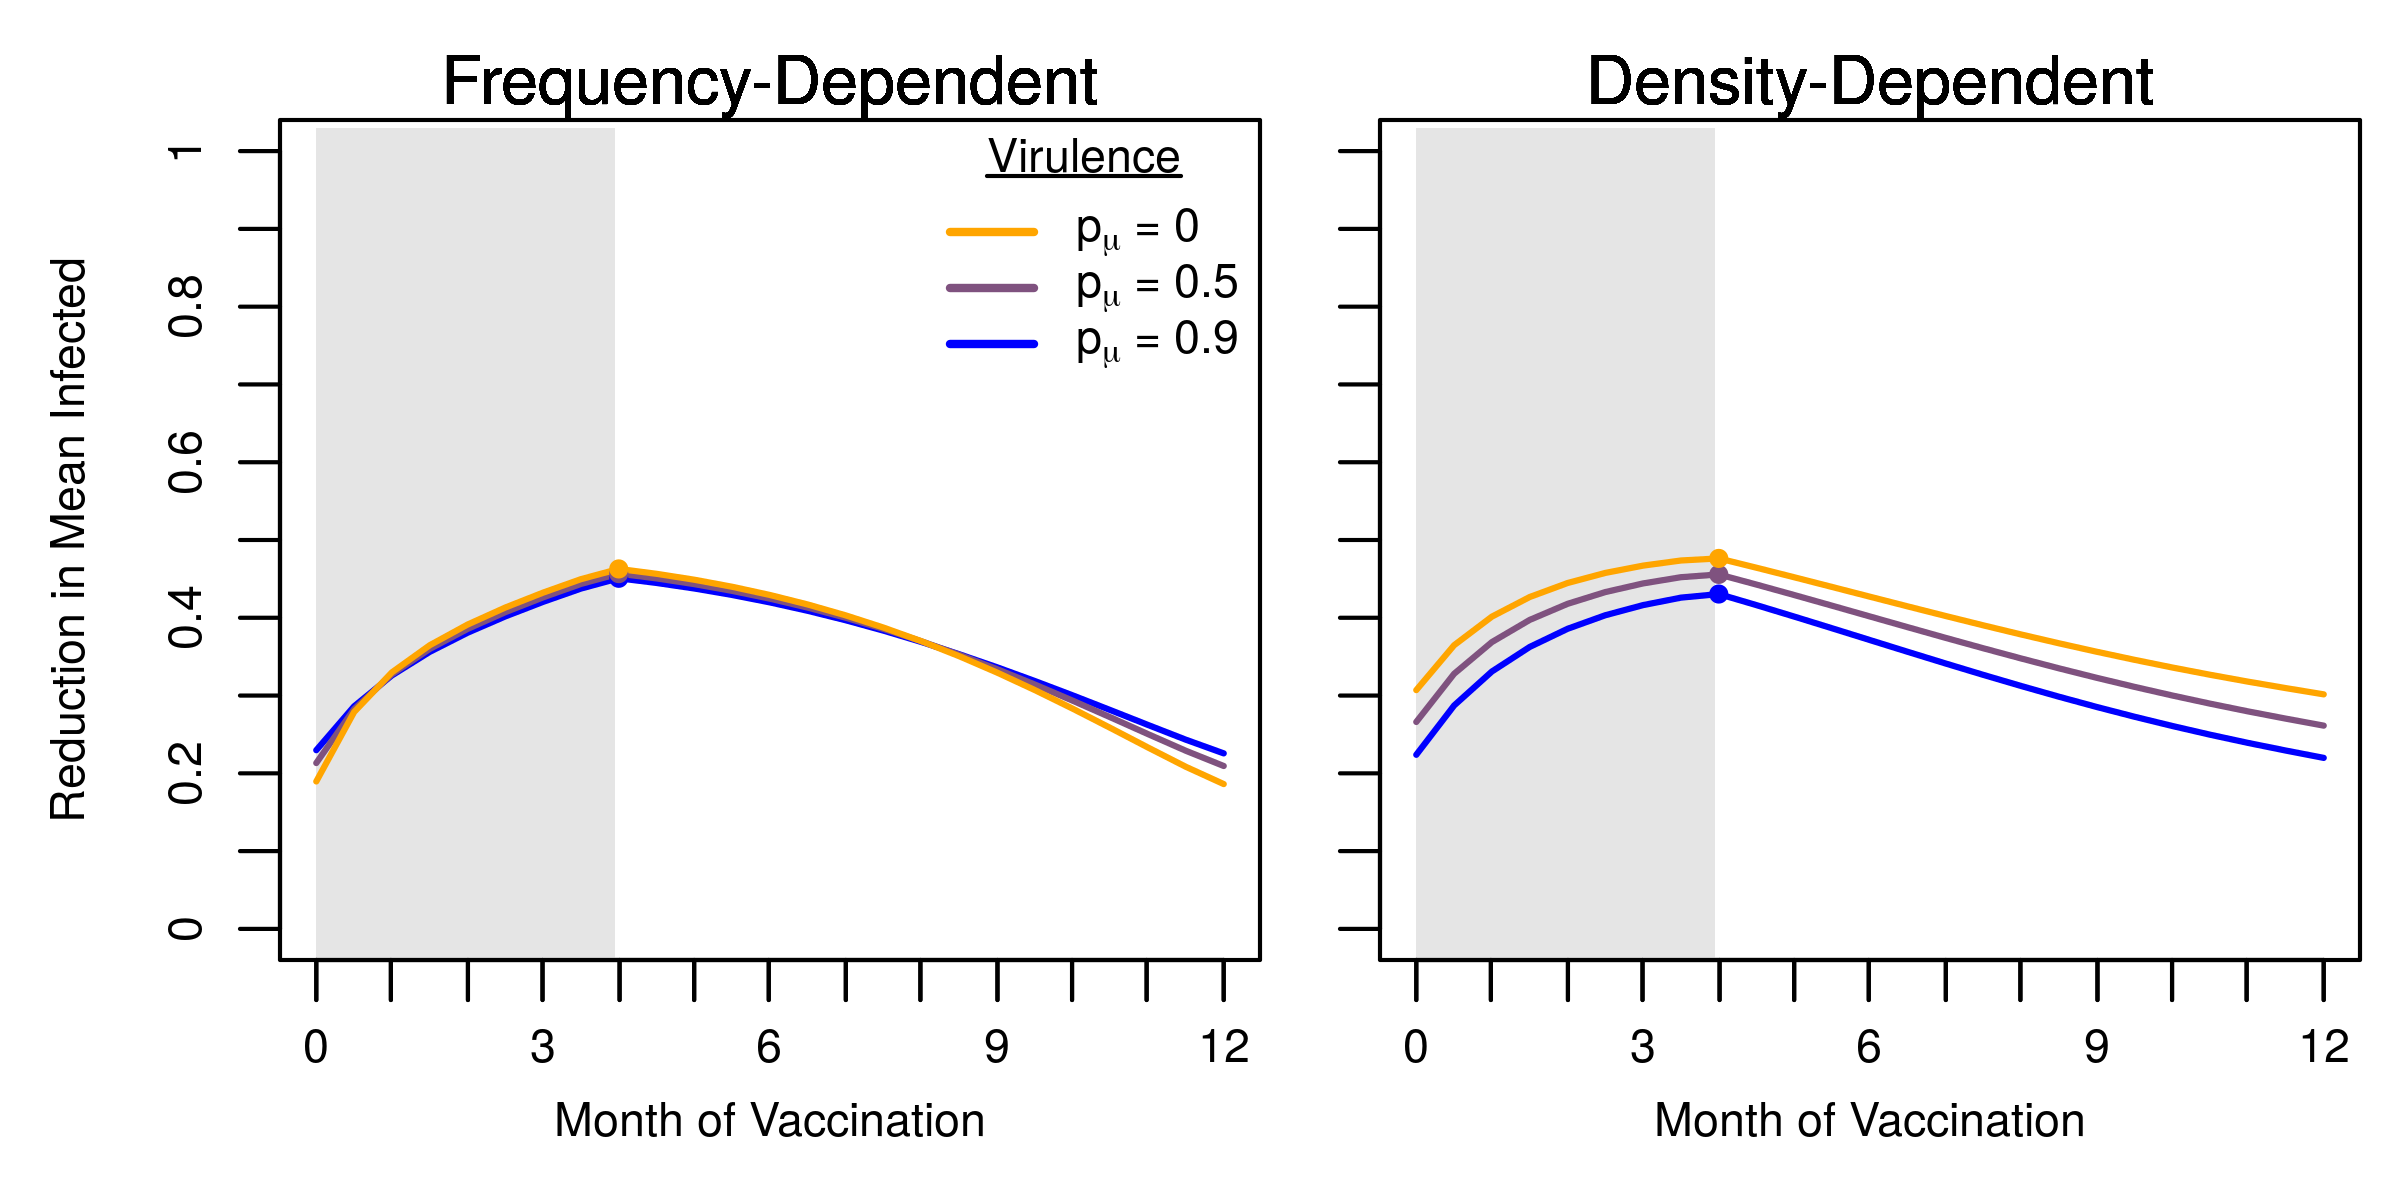 Frequency-Dependent
Density-Dependent
Reduction in Mean Infected
1
0.8
0.6
0.4
0.2
0
Virulence
pμ = 0
pμ = 0.5
pμ = 0.9
0 3 6 9 12
0 3 6 9 12
Month of Vaccination
Month of Vaccination